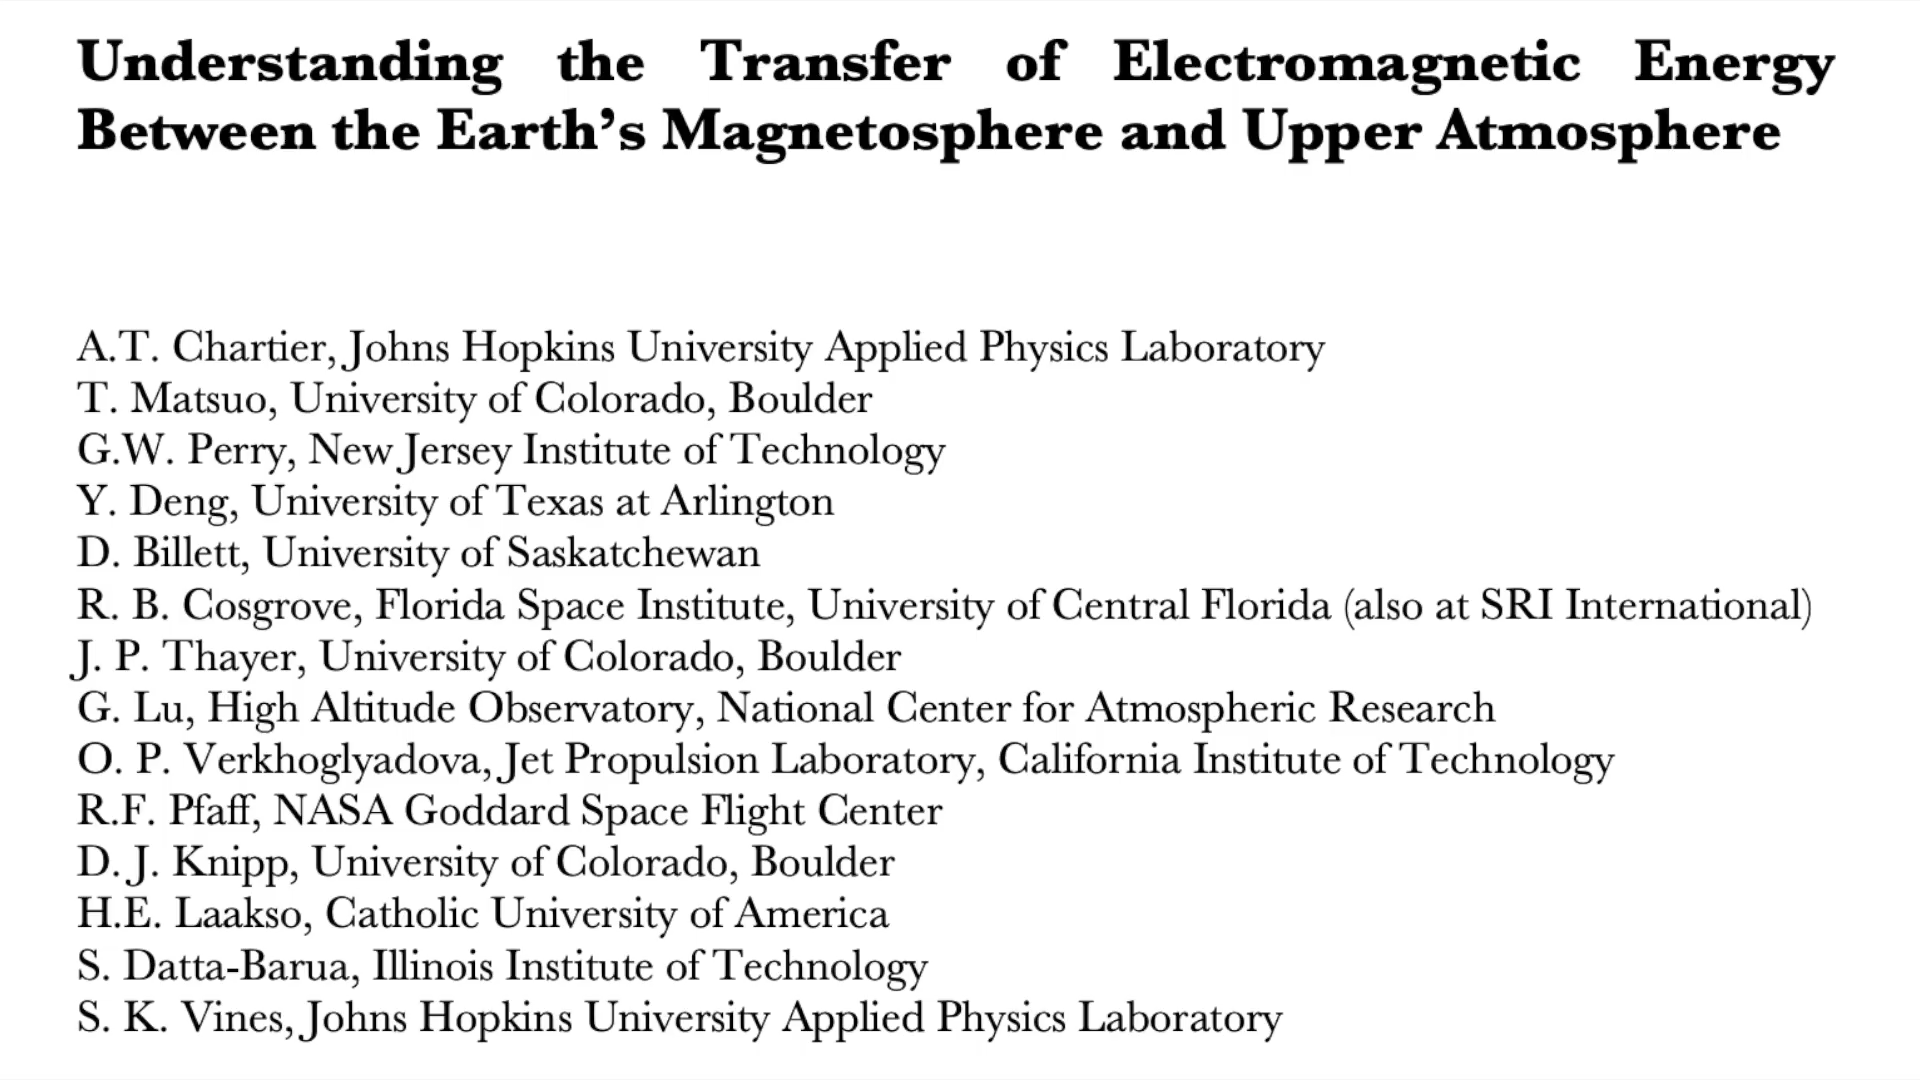 Understanding the Transfer of Electromagnetic Energy
Between the Earth’s Magnetosphere and Upper Atmosphere
A.T. Chartier, Johns Hopkins University Applied Physics Laboratory
T. Matsuo, University of Colorado, Boulder
G.W. Perry, New Jersey Institute of Technology
Y. Deng, University of Texas at Arlington
D. Billett, University of Saskatchewan
R. B. Cosgrove, Florida Space Institute, University of Central Florida (also at SRI International)
J. P. Thayer, University of Colorado, Boulder
G. Lu, High Altitude Observatory, National Center for Atmospheric Research
O. P. Verkhoglyadova, Jet Propulsion Laboratory, California Institute of Technology
R.F. Pfaff, NASA Goddard Space Flight Center
D.J. Knipp, University of Colorado, Boulder
H.E. Laakso, Catholic University of America
S. Datta-Barua, Illinois Institute of Technology
S. K. Vines, Johns Hopkins University Applied Physics Laboratory